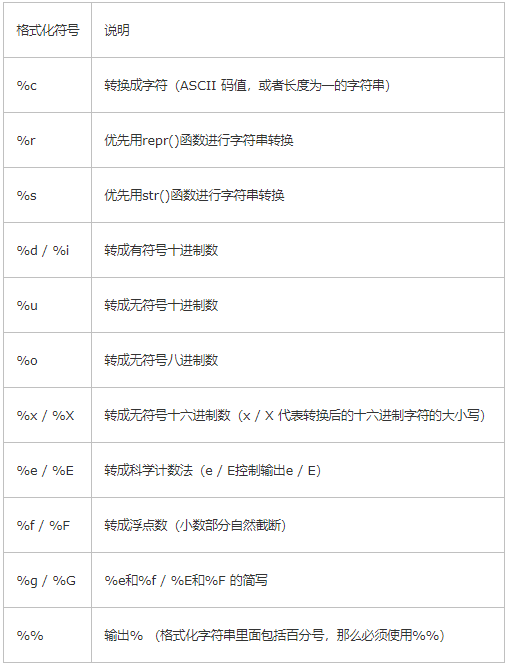 格式化符号 说明
%c 转换成字符（ASCII 码值，或者长度为一的字符串）
%r 优先用repr()函数进行字符串转换
%s 优先用str()函数进行字符串转换
%d / %i 转成有符号十进制数
%u 转成无符号十进制数
%o 转成无符号八进制数
%x / %X 转成无符号十六进制数（x / X 代表转换后的十六进制字符的大小写）
%e / %E 转成科学计数法（e / E控制输出e / E）
%f / %F 转成浮点数（小数部分自然截断）
%g / %G %e和%f / %E和%F 的简写
%% 输出% （格式化字符串里面包括百分号，那么必须使用%%）